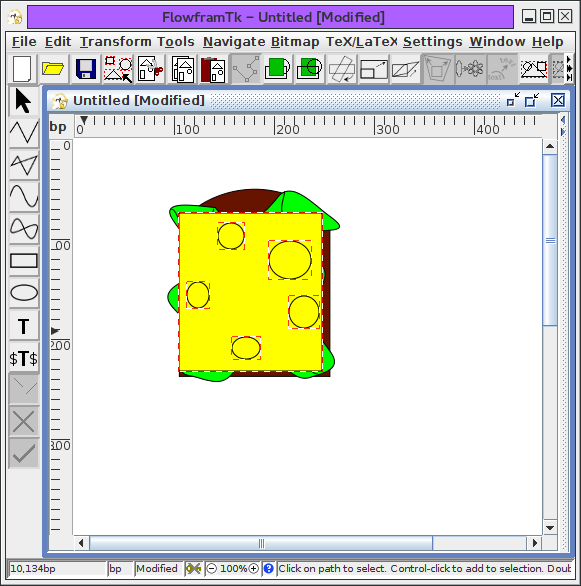 FlowframTk – Untitled [Modified]
File Edit Transform Tools Navigate Bitmap TeX/LaTeX Settings Window Help
Untitled [Modified]
bp 0 100 200 300 400
0
100
T
200
$T$
300
10,134bp bp Modified 100% Click on path to select. Control-click to add to selection. Doub